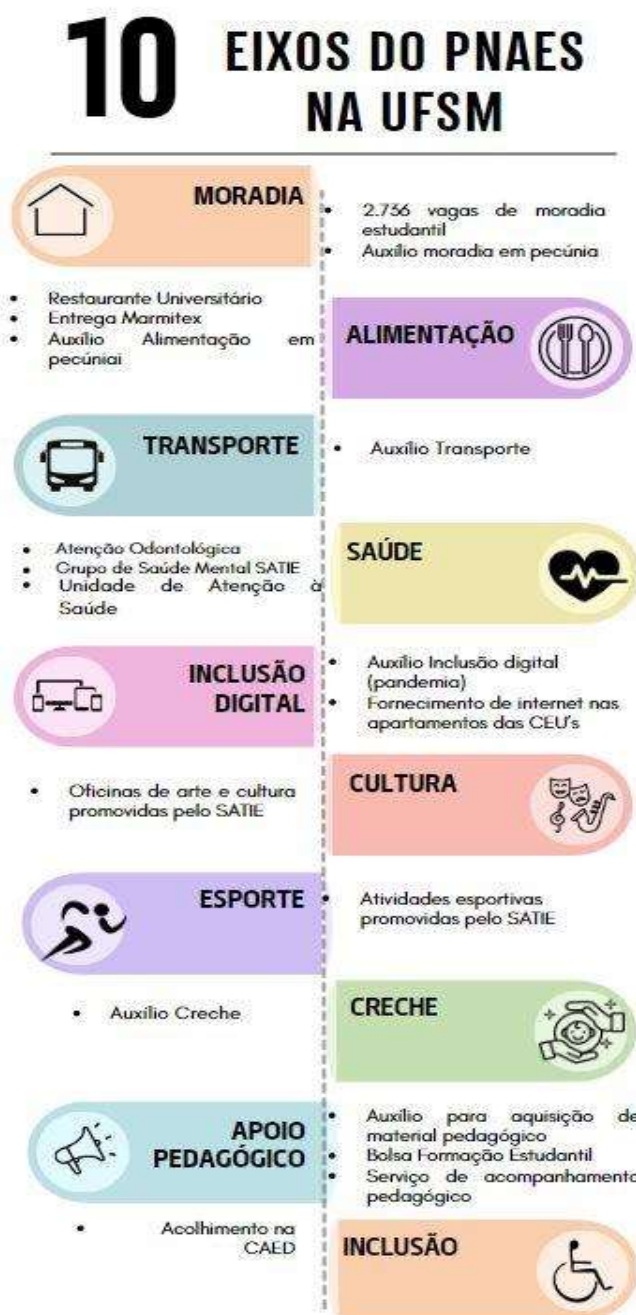 10 EIXOS DO PNAES
NA UFSM
MORADIA
• 2.736 vagas de moradia
estudantil
• Auxílio moradia em pecúnia
• Restaurante Universitário
• Entrega Marmitex
• Auxílio Alimentação em
pecúniai
ALIMENTAÇÃO
TRANSPORTE
• Auxílio Transporte
• Atenção Odontológica
• Grupo de Saúde Mental SATIE
• Unidade de Atenção à
Saúde
SAÚDE
INCLUSÃO
DIGITAL
• Auxílio Inclusão digital
(pandemia)
• Fornecimento de internet nas
apartamentos das CEU's
• Oficinas de arte e cultura
promovidas pelo SATIE
CULTURA
ESPORTE
• Atividades esportivas
promovidas pelo SATIE
• Auxílio Creche
CRECHE
APOIO
PEDAGÓGICO
• Auxílio para aquisição de
material pedagógico
• Bolsa Formação Estudantil
• Serviço de acompanhamento
pedagógico
• Acolhimento na
CAED
INCLUSÃO